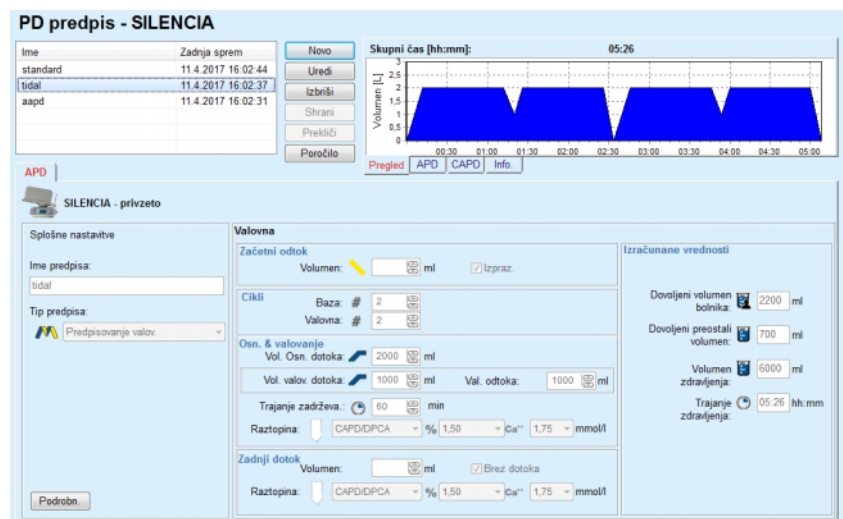 PD predpis - SILENCIA
Ime Zadnja sprem
standard 11.4.2017 16:02:44
tidal 11.4.2017 16:02:37
aapd 11.4.2017 16:02:31
Novo
Uredi
Izbriši
Shrani
Prekliči
Poročilo
Skupni čas [hh:mm]: 05:26
Volumen [L]
3
2,5
2
1,5
1
0,5
0
00:30 01:00 01:30 02:00 02:30 03:00 03:30 04:00 04:30 05:00
Pregled APD CAPD Info.
APD
SILENCIA - privzeto
Splošne nastavitve
Ime predpisa:
tidal
Tip predpisa:
Predpisovanje valov.
Podrobn.
Valovna
Začetni odtok
Volumen: ml Izpraz.
Cikli
Baza: # 2
Valovna: # 2
Osn. & valovanje
Vol. Osn. dotoka: 2000 ml
Vol. valov. dotoka: 1000 ml Val. odtoka: 1000 ml
Trajanje zadrževa.: 60 min
Raztopina: CAPD/DPCA % 1,50 Ca⁺⁺ 1,75 mmol/l
Zadnji dotok
Volumen: ml Brez dotoka
Raztopina: CAPD/DPCA % 1,50 Ca⁺⁺ 1,75 mmol/l
Izračunane vrednosti
Dovoljeni volumen
bolnika: 2200 ml
Dovoljeni preostali
volumen: 700 ml
Volumen
zdravljenja: 6000 ml
Trajanje
zdravljenja: 05:26 hh:mm